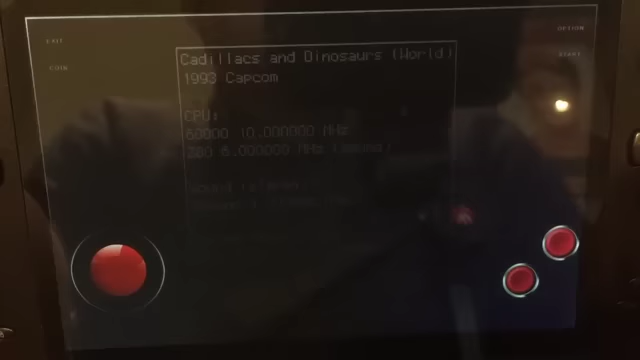 EXIT
OPTION
COIN
START
Cadillacs and Dinosaurs (World)
1993 Capcom
CPU:
68000 10.000000 MHz
Z80 6.000000 MHz (sound)